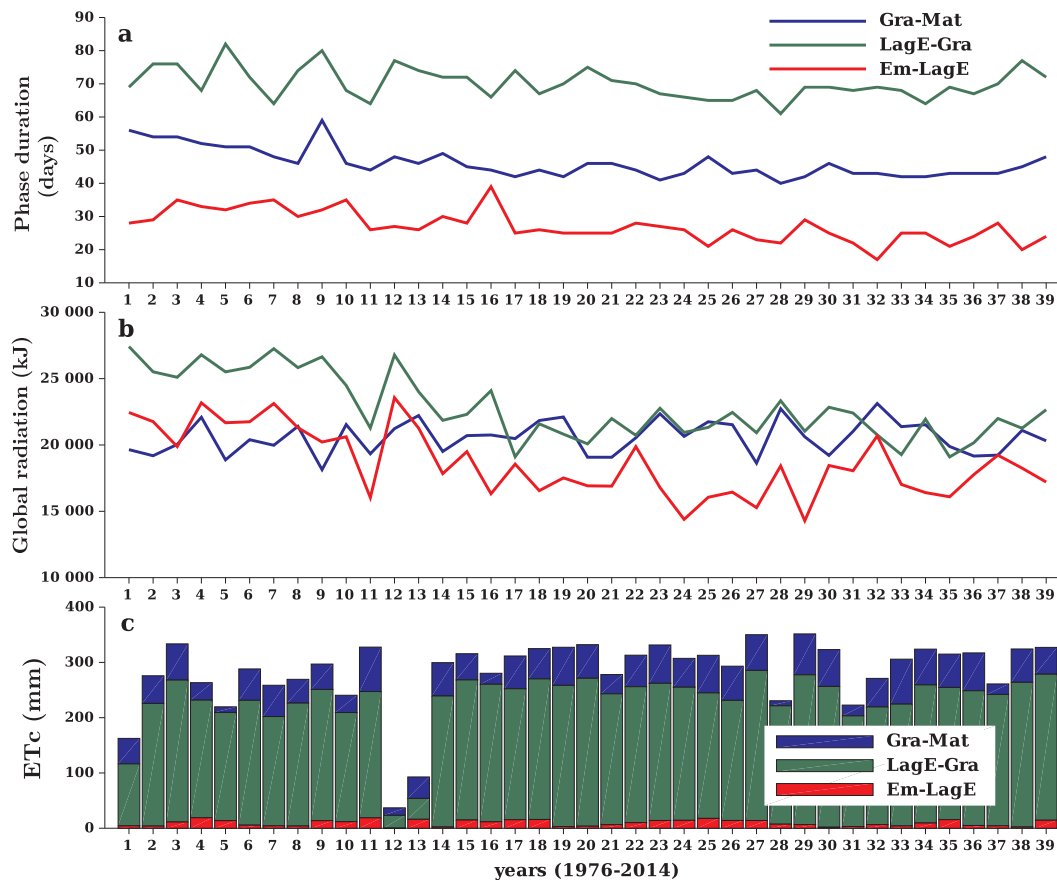 a
Gra-Mat
LagE-Gra
Em-LagE
Phase duration
(days)
90
80
70
60
50
40
30
20
10
1 2 3 4 5 6 7 8 9 10 11 12 13 14 15 16 17 18 19 20 21 22 23 24 25 26 27 28 29 30 31 32 33 34 35 36 37 38 39
b
Global radiation (kJ)
30 000
25 000
20 000
15 000
10 000
1 2 3 4 5 6 7 8 9 10 11 12 13 14 15 16 17 18 19 20 21 22 23 24 25 26 27 28 29 30 31 32 33 34 35 36 37 38 39
c
ETc (mm)
400
300
200
100
0
Gra-Mat
LagE-Gra
Em-LagE
1 2 3 4 5 6 7 8 9 10 11 12 13 14 15 16 17 18 19 20 21 22 23 24 25 26 27 28 29 30 31 32 33 34 35 36 37 38 39
years (1976-2014)